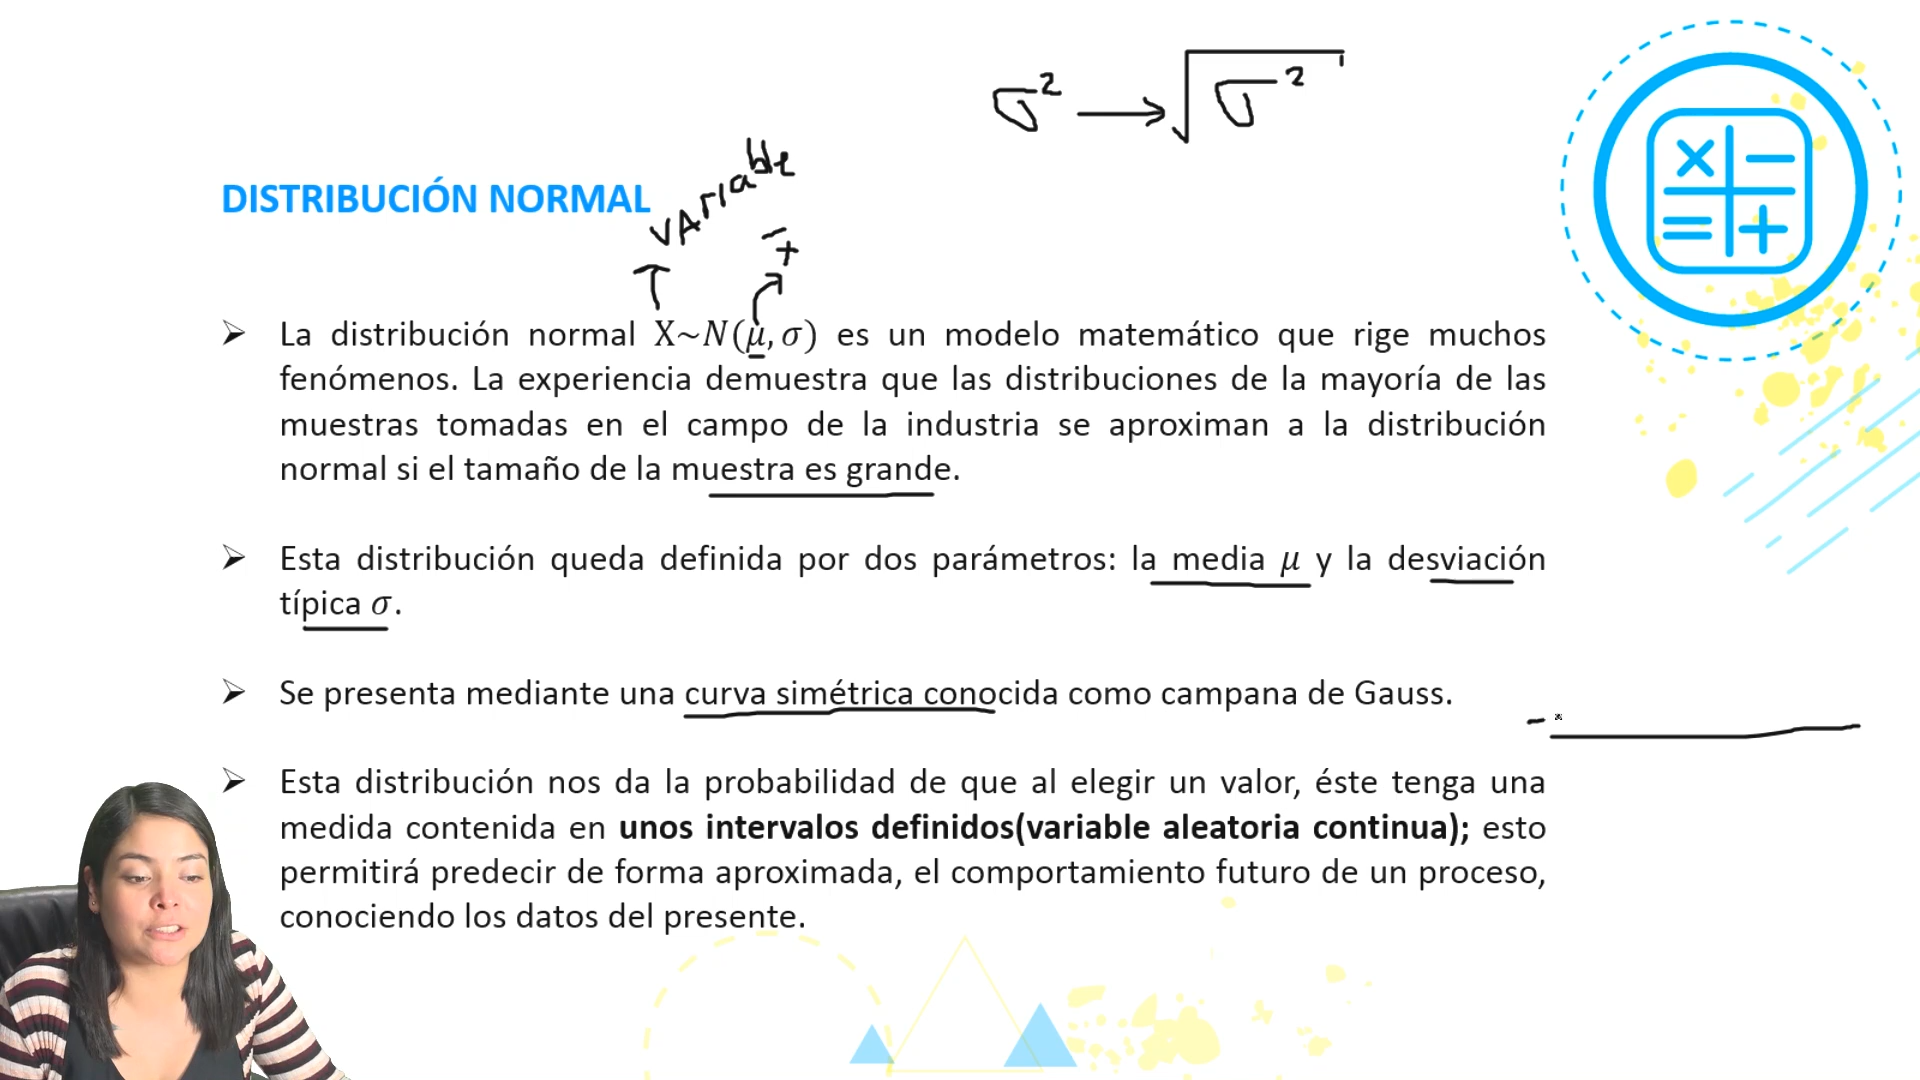 σ² → √σ²
variable
DISTRIBUCIÓN NORMAL
- +
➢ La distribución normal X~N(μ, σ) es un modelo matemático que rige muchos
fenómenos. La experiencia demuestra que las distribuciones de la mayoría de las
muestras tomadas en el campo de la industria se aproximan a la distribución
normal si el tamaño de la muestra es grande.
➢ Esta distribución queda definida por dos parámetros: la media μ y la desviación
típica σ.
➢ Se presenta mediante una curva simétrica conocida como campana de Gauss.
➢ Esta distribución nos da la probabilidad de que al elegir un valor, éste tenga una
medida contenida en unos intervalos definidos(variable aleatoria continua); esto
permitirá predecir de forma aproximada, el comportamiento futuro de un proceso,
conociendo los datos del presente.